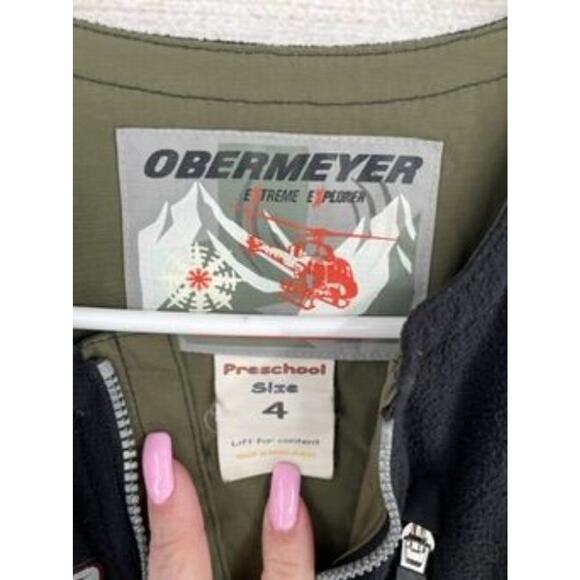 OBERMEYER
EXTREME EXPLORER
Preschool
Size
4
Lift for content